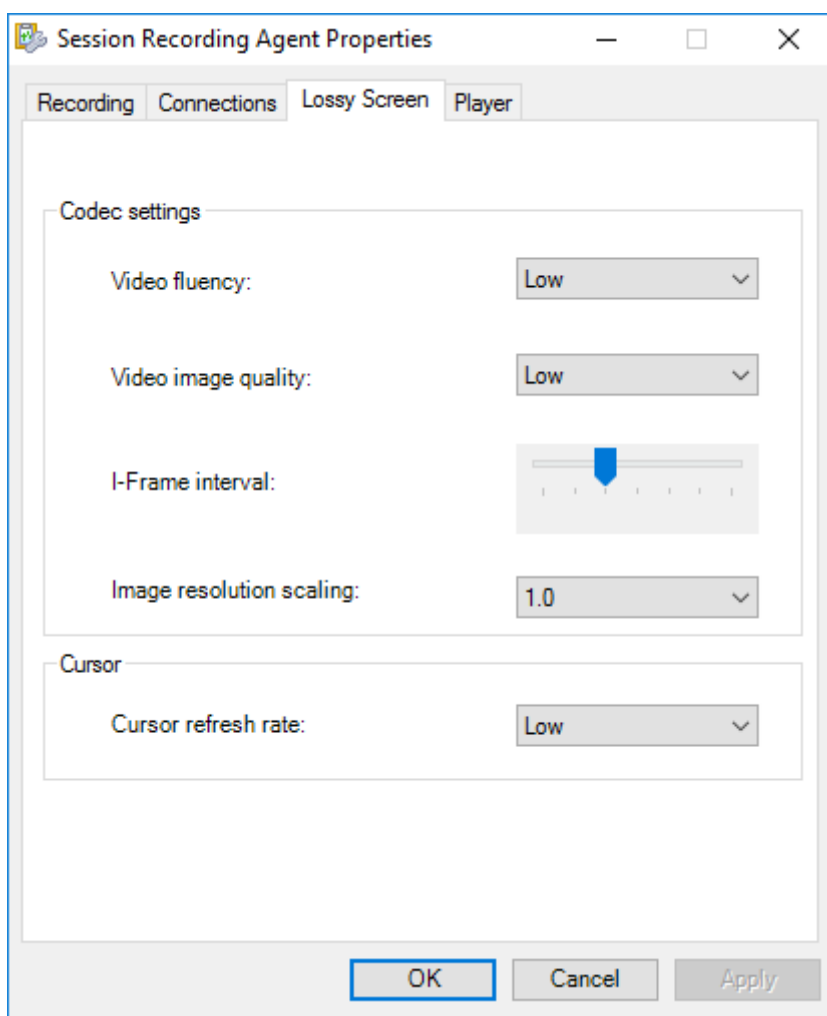 Session Recording Agent Properties
Recording Connections Lossy Screen Player
Codec settings
Video fluency: Low
Video image quality: Low
I-Frame interval:
Image resolution scaling: 1.0
Cursor
Cursor refresh rate: Low
OK Cancel Apply